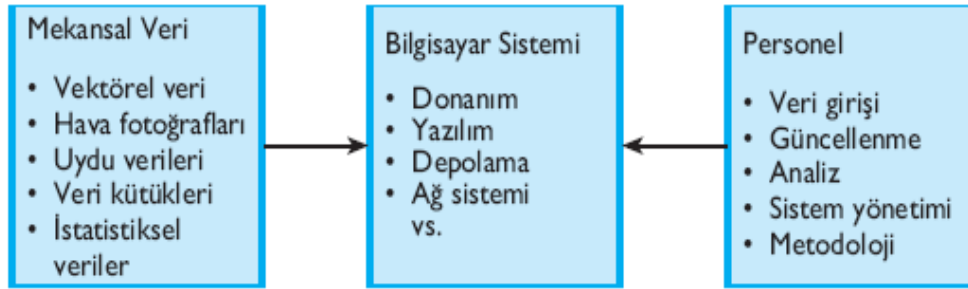 Mekansal Veri
• Vektörel veri
• Hava fotoğrafları
• Uydu verileri
• Veri kütükleri
• İstatistiksel
veriler
Bilgisayar Sistemi
• Donanım
• Yazılım
• Depolama
• Ağ sistemi
vs.
Personel
• Veri girişi
• Güncellenme
• Analiz
• Sistem yönetimi
• Metodoloji